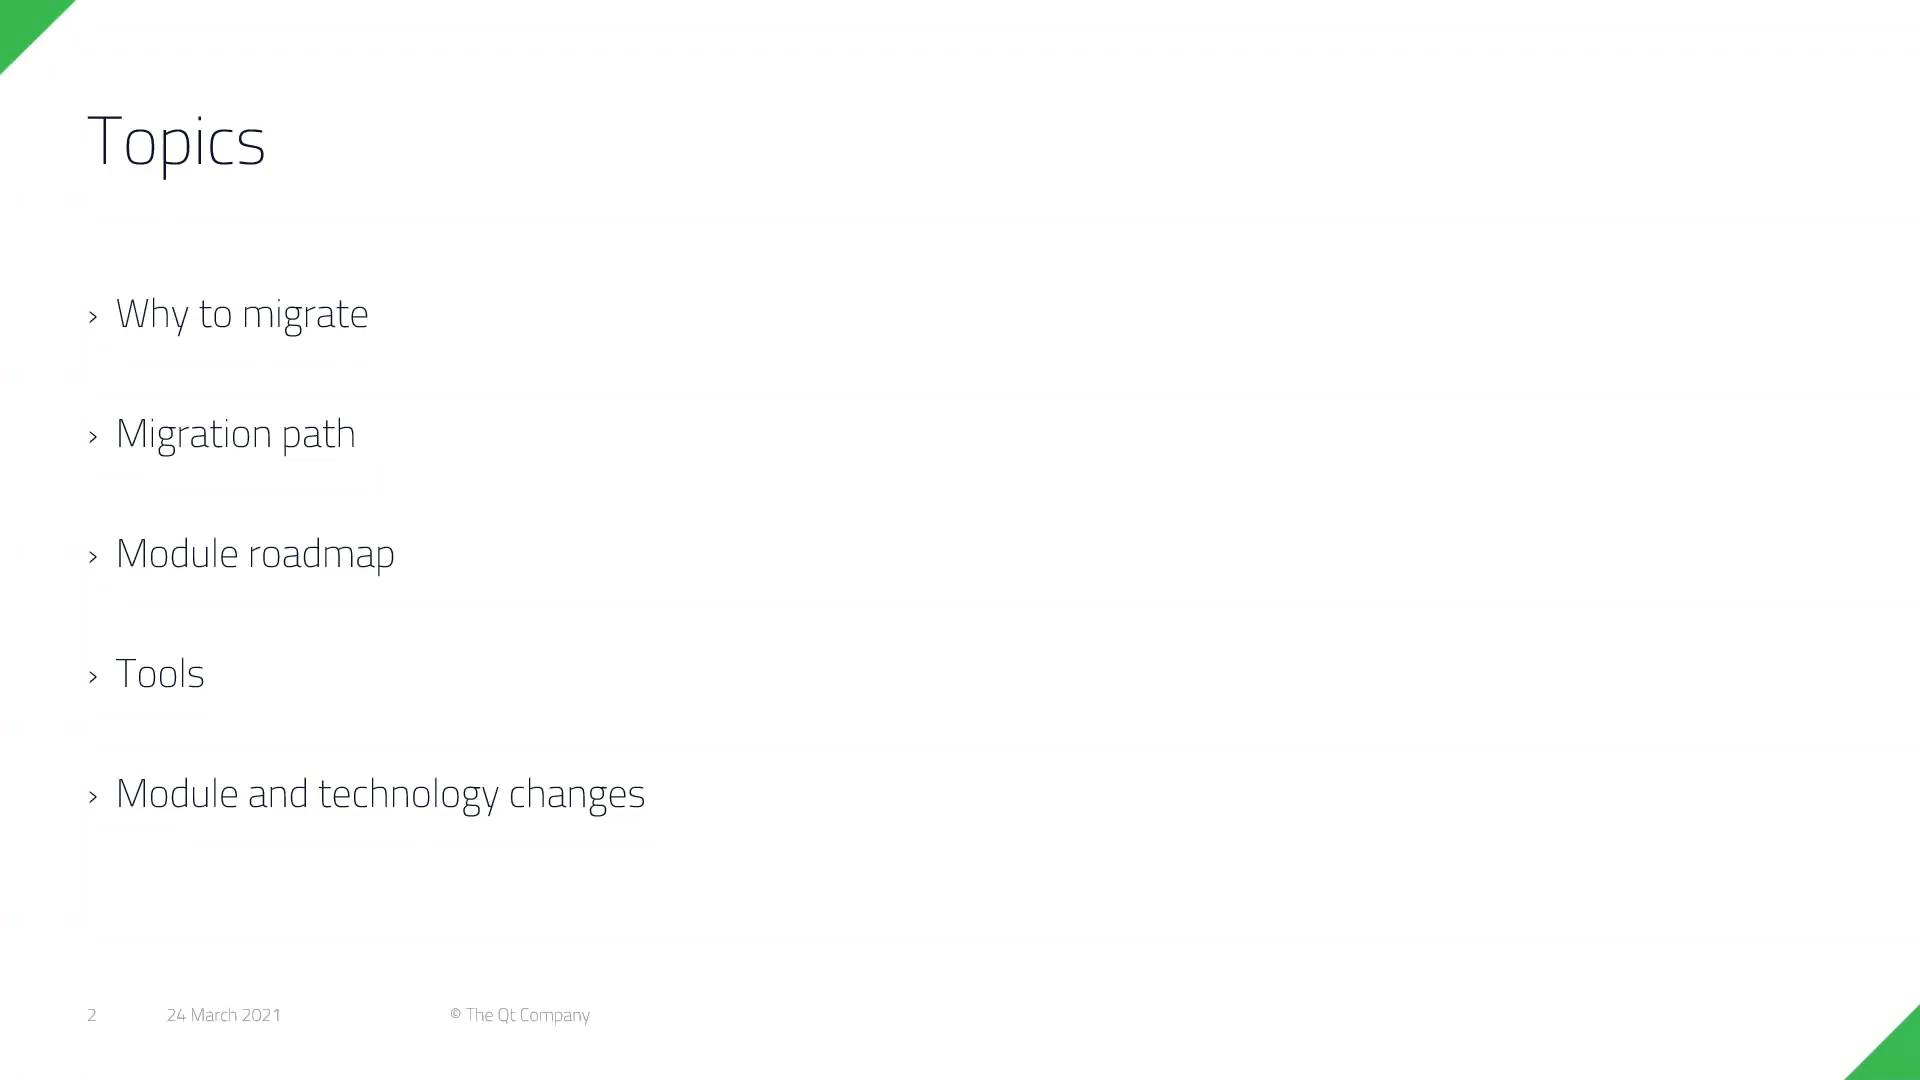 Topics
› Why to migrate
› Migration path
› Module roadmap
› Tools
› Module and technology changes
2 24 March 2021 © The Qt Company